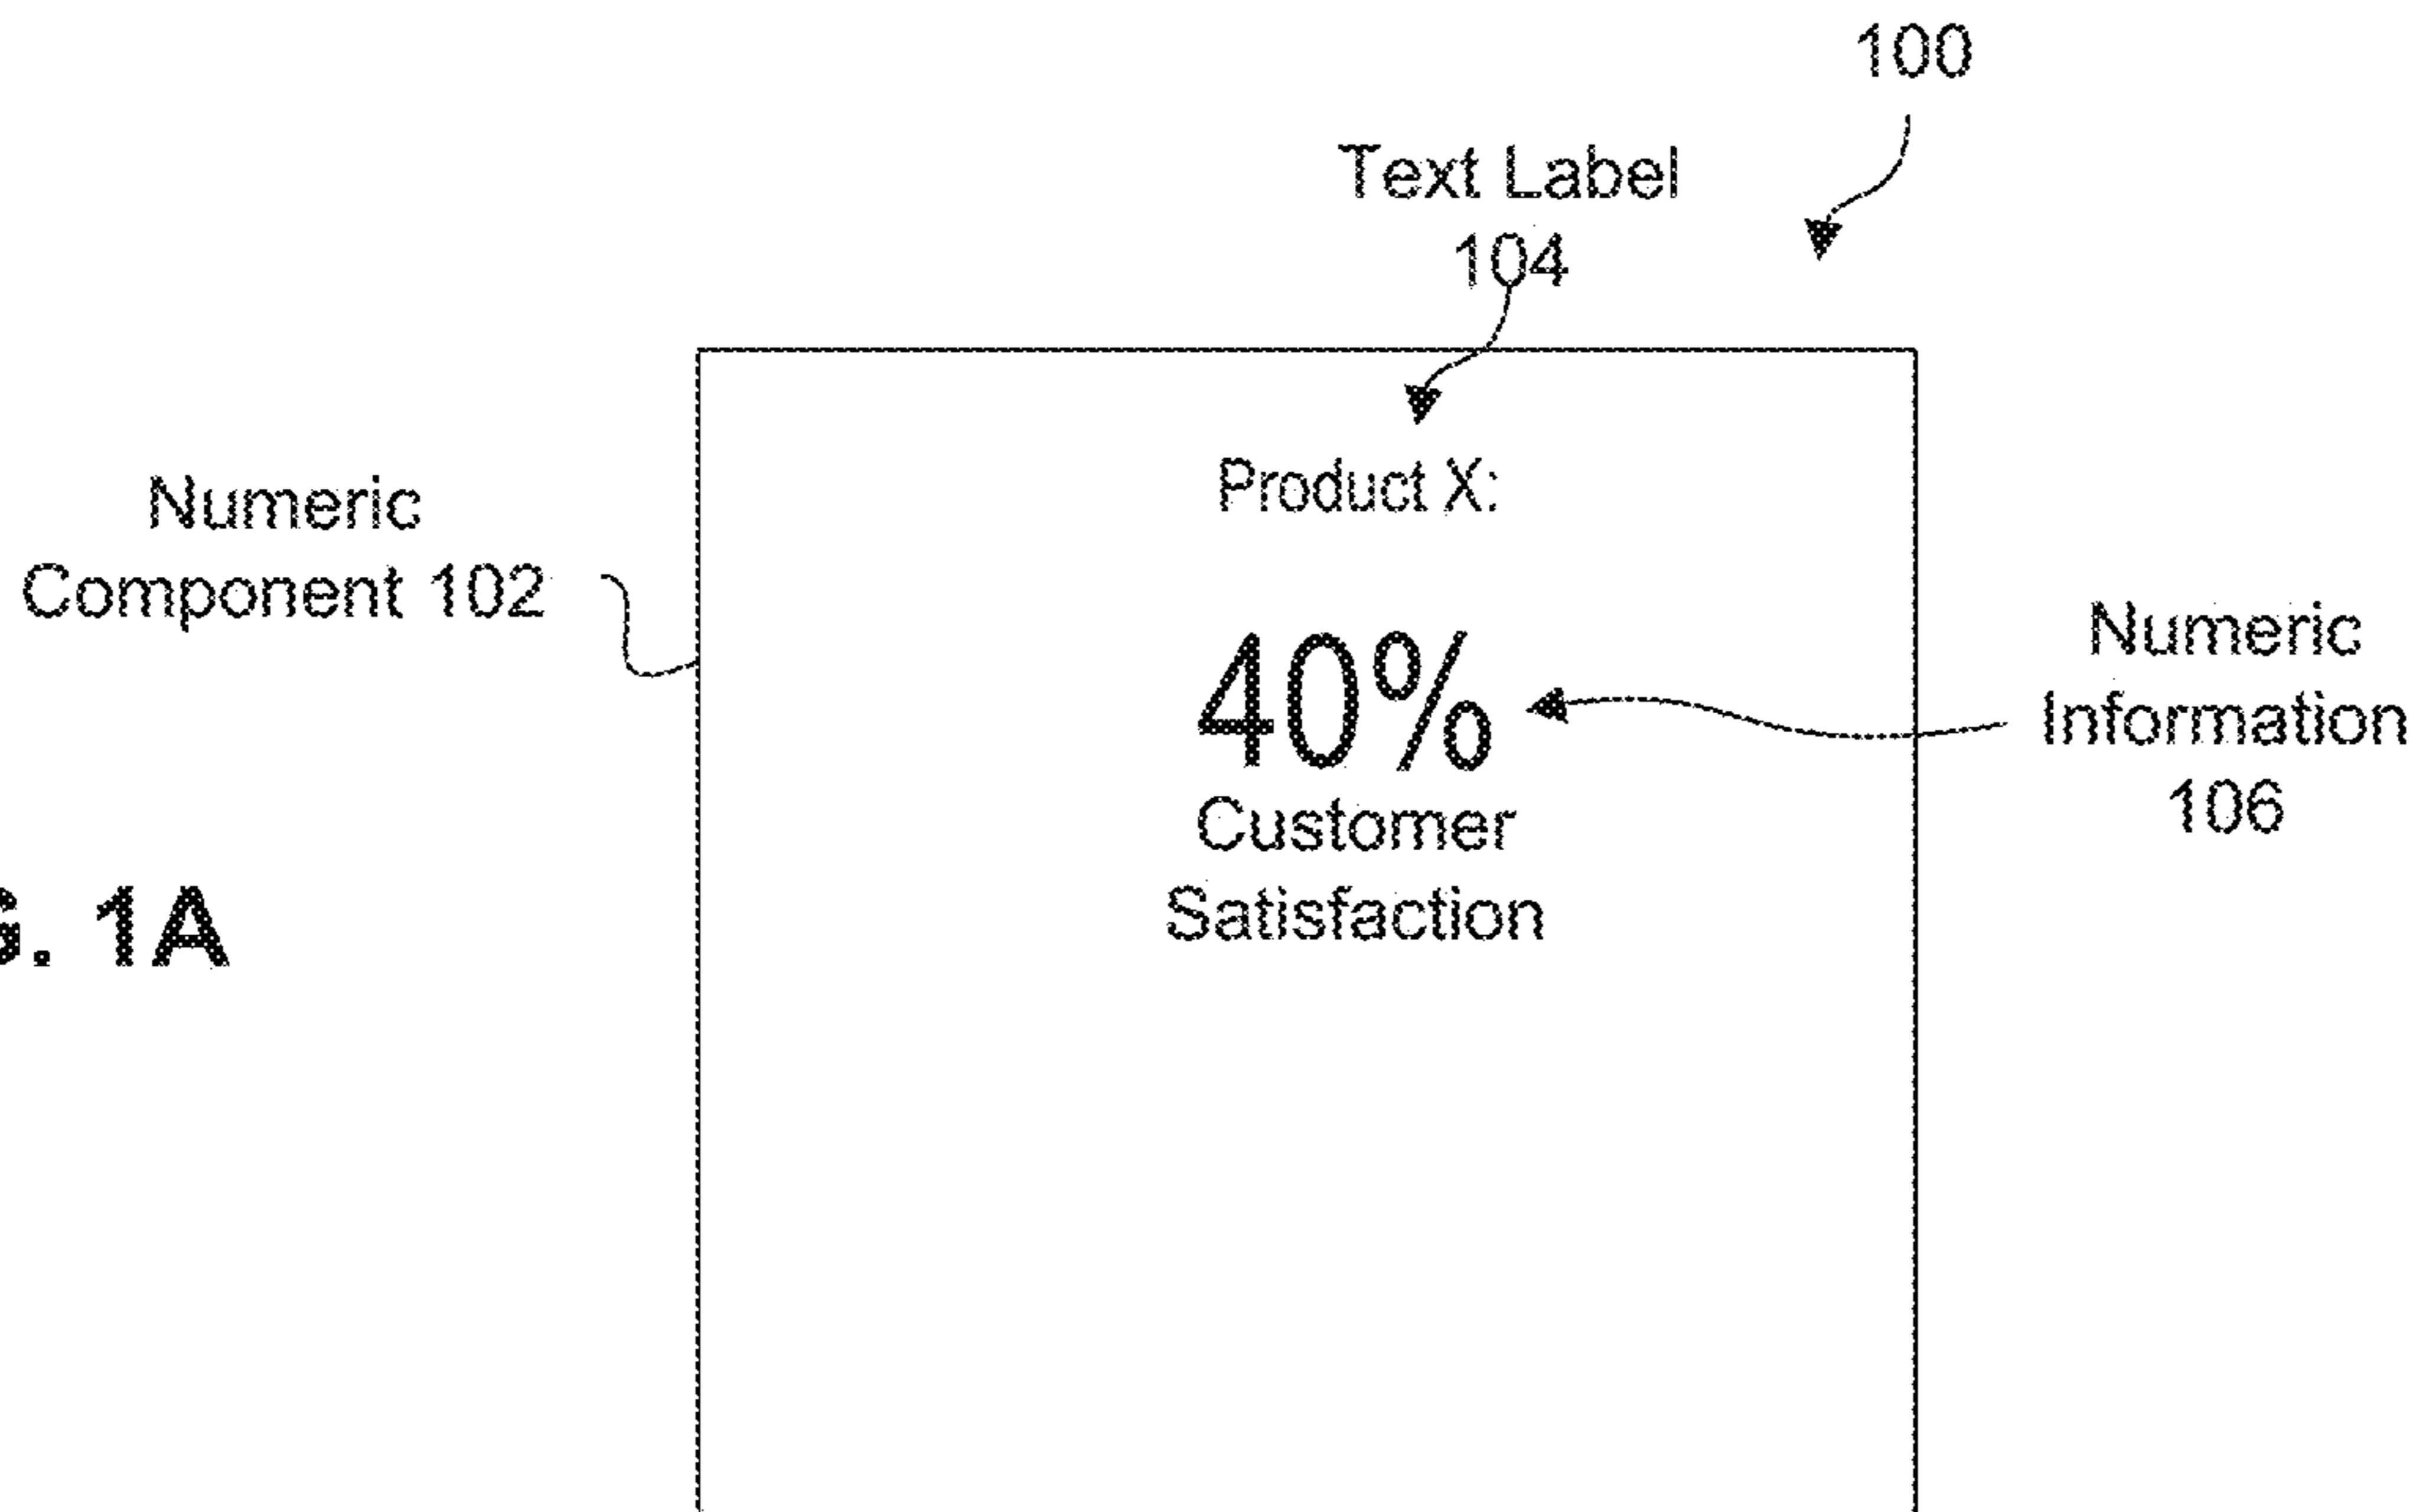 100
Text Label
104
Product X:
Numeric
Component 102
40%
Numeric
Information
106
Customer
Satisfaction
G. 1A